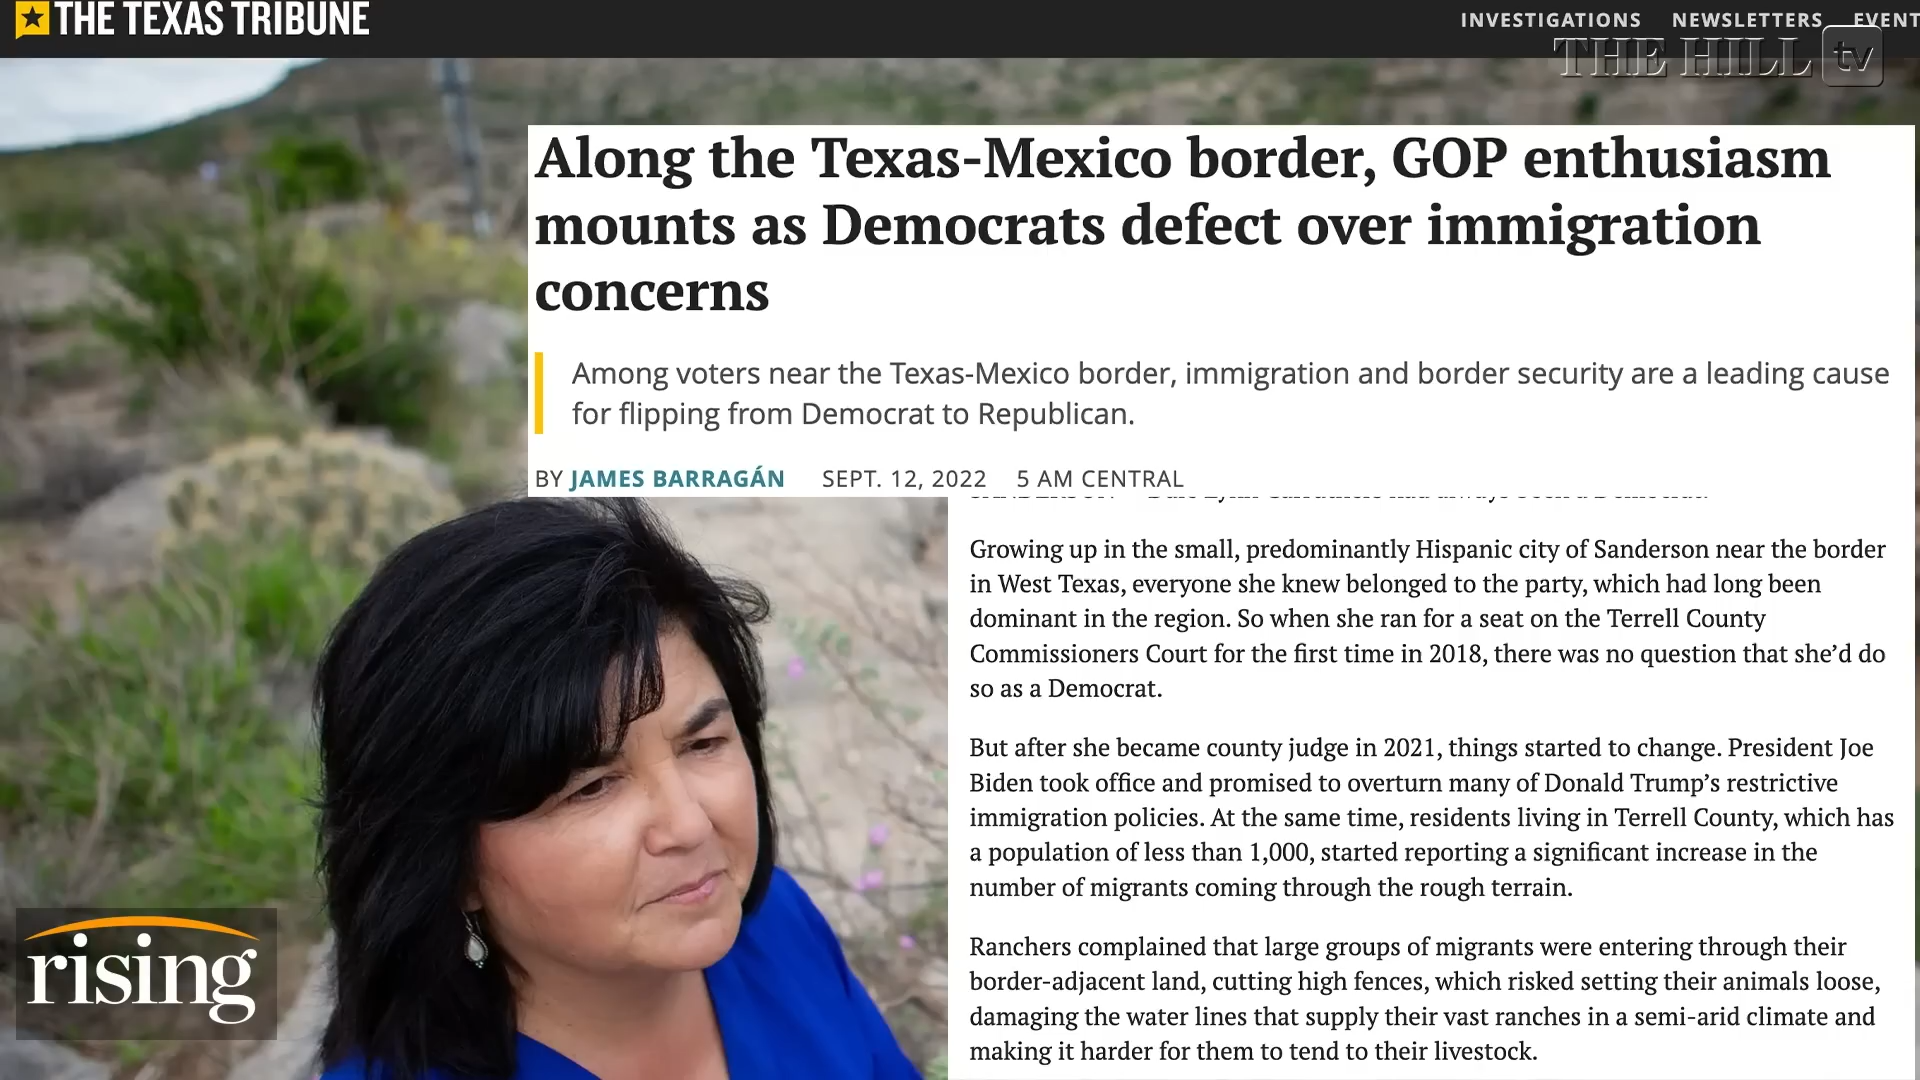 THE TEXAS TRIBUNE
INVESTIGATIONS NEWSLETTERS EVENT
THE HILL tv
Along the Texas-Mexico border, GOP enthusiasm
mounts as Democrats defect over immigration
concerns
Among voters near the Texas-Mexico border, immigration and border security are a leading cause
for flipping from Democrat to Republican.
BY JAMES BARRAGÁN SEPT. 12, 2022 5 AM CENTRAL
Growing up in the small, predominantly Hispanic city of Sanderson near the border
in West Texas, everyone she knew belonged to the party, which had long been
dominant in the region. So when she ran for a seat on the Terrell County
Commissioners Court for the first time in 2018, there was no question that she’d do
so as a Democrat.
But after she became county judge in 2021, things started to change. President Joe
Biden took office and promised to overturn many of Donald Trump’s restrictive
immigration policies. At the same time, residents living in Terrell County, which has
a population of less than 1,000, started reporting a significant increase in the
number of migrants coming through the rough terrain.
Ranchers complained that large groups of migrants were entering through their
border-adjacent land, cutting high fences, which risked setting their animals loose,
damaging the water lines that supply their vast ranches in a semi-arid climate and
making it harder for them to tend to their livestock.
rising